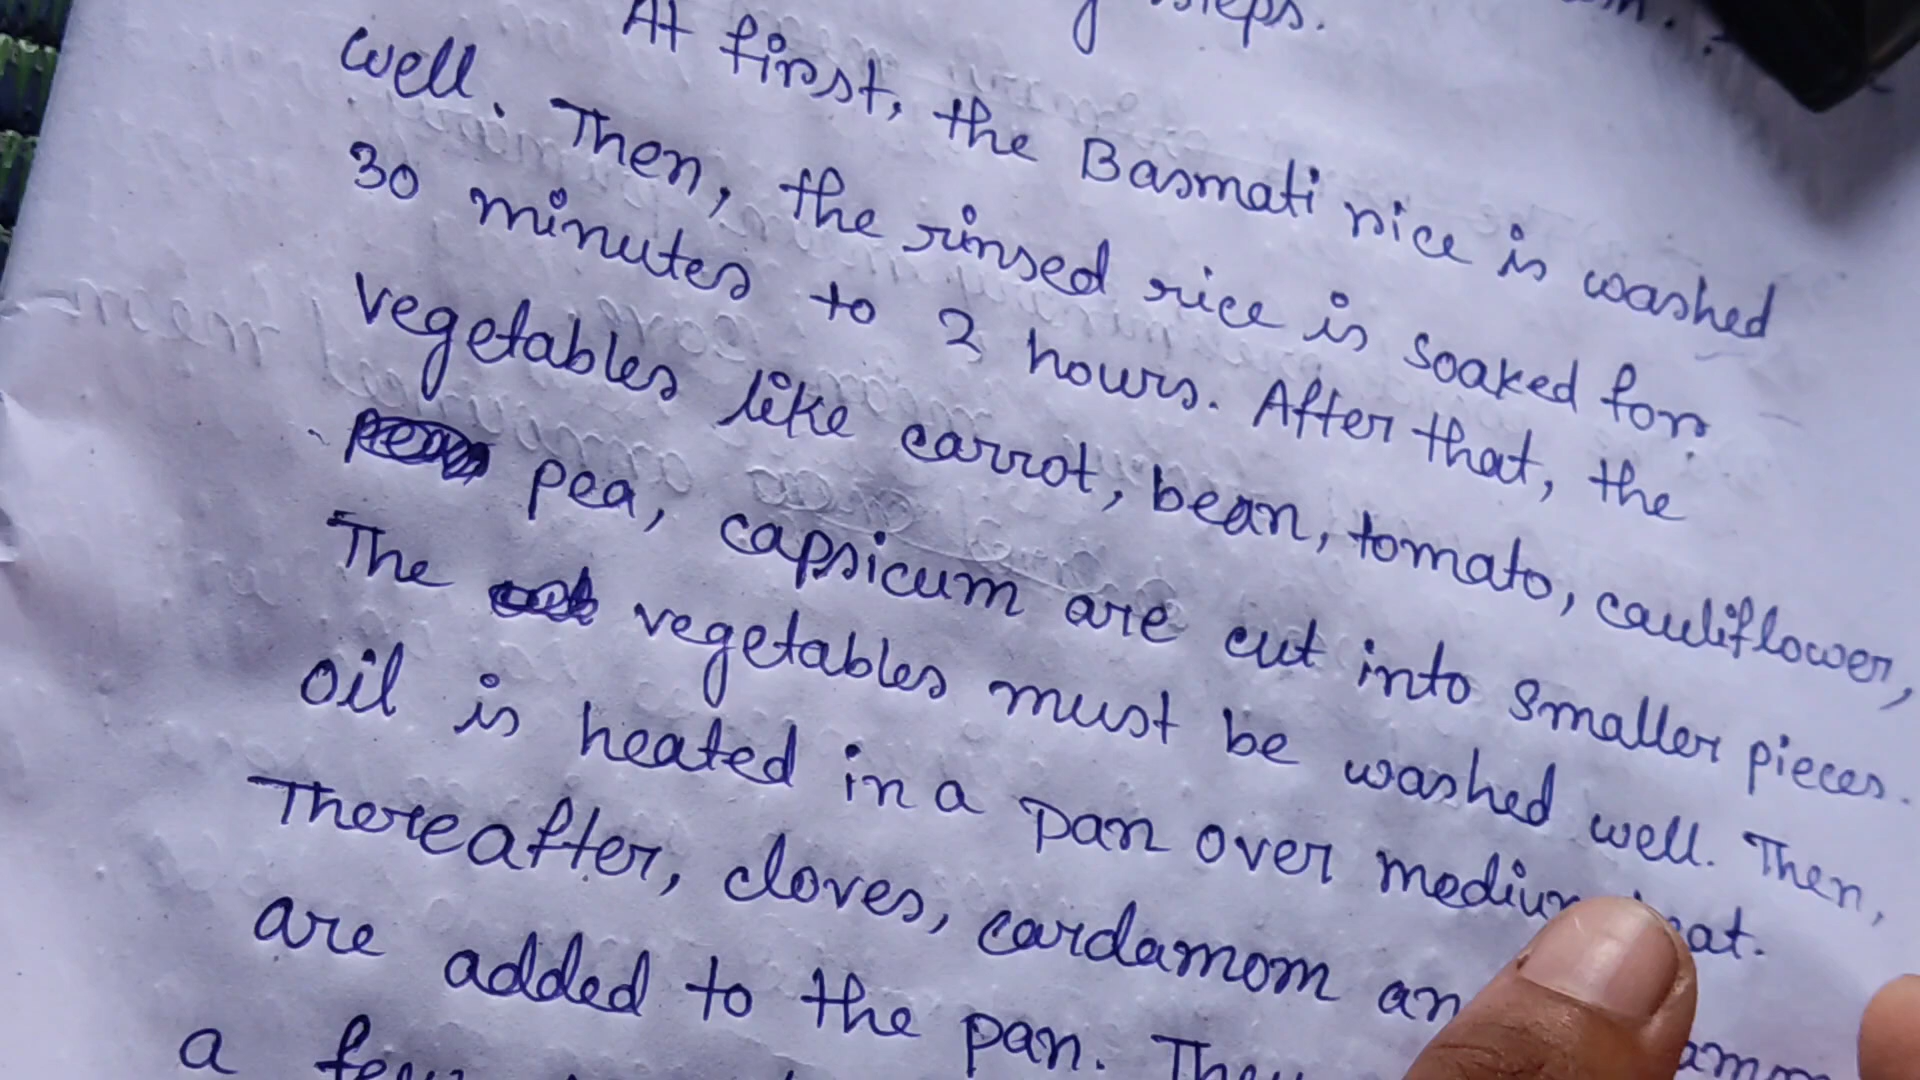 steps.
At first, the Basmati rice is washed
well. Then, the rinsed rice is soaked for
30 minutes to 2 hours. After that, the
vegetables like carrot, bean, tomato, cauliflower,
pea, capsicum are cut into smaller pieces.
The vegetables must be washed well. Then,
oil is heated in a pan over medium heat.
Thereafter, cloves, cardamom
are added to the pan.
a few